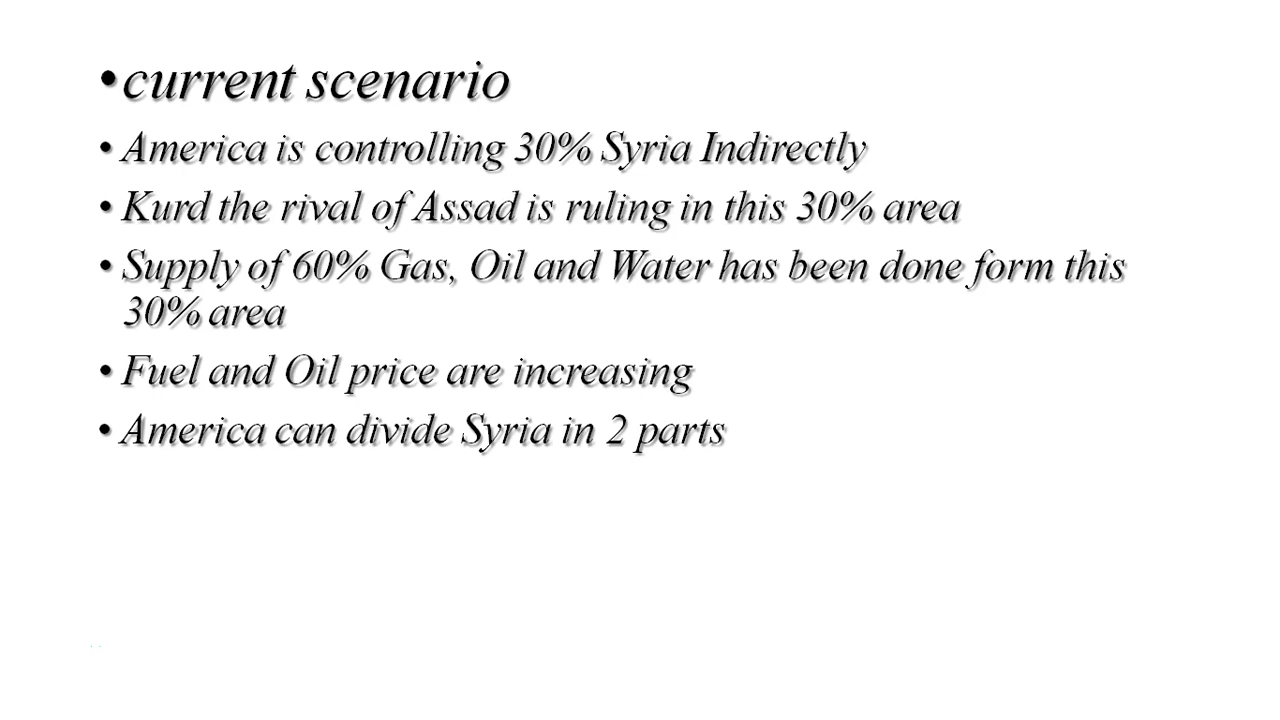 •current scenario
• America is controlling 30% Syria Indirectly
• Kurd the rival of Assad is ruling in this 30% area
• Supply of 60% Gas, Oil and Water has been done form this
30% area
• Fuel and Oil price are increasing
• America can divide Syria in 2 parts